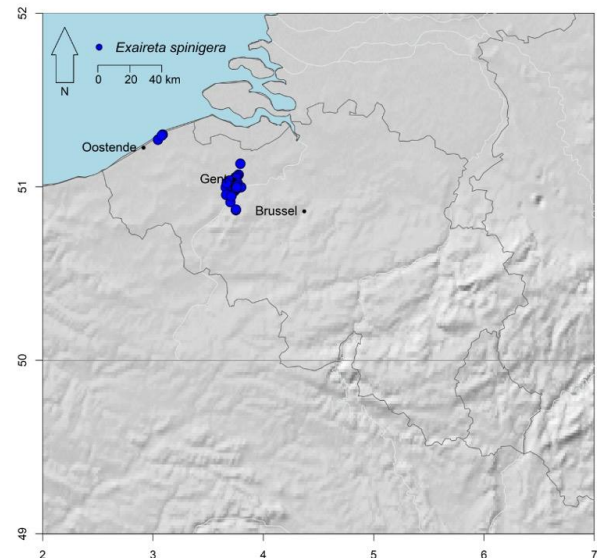 52
Exaireta spinigera
0 20 40 km
N
Oostende
51
Gent
Brussel
50
49
2 3 4 5 6 7